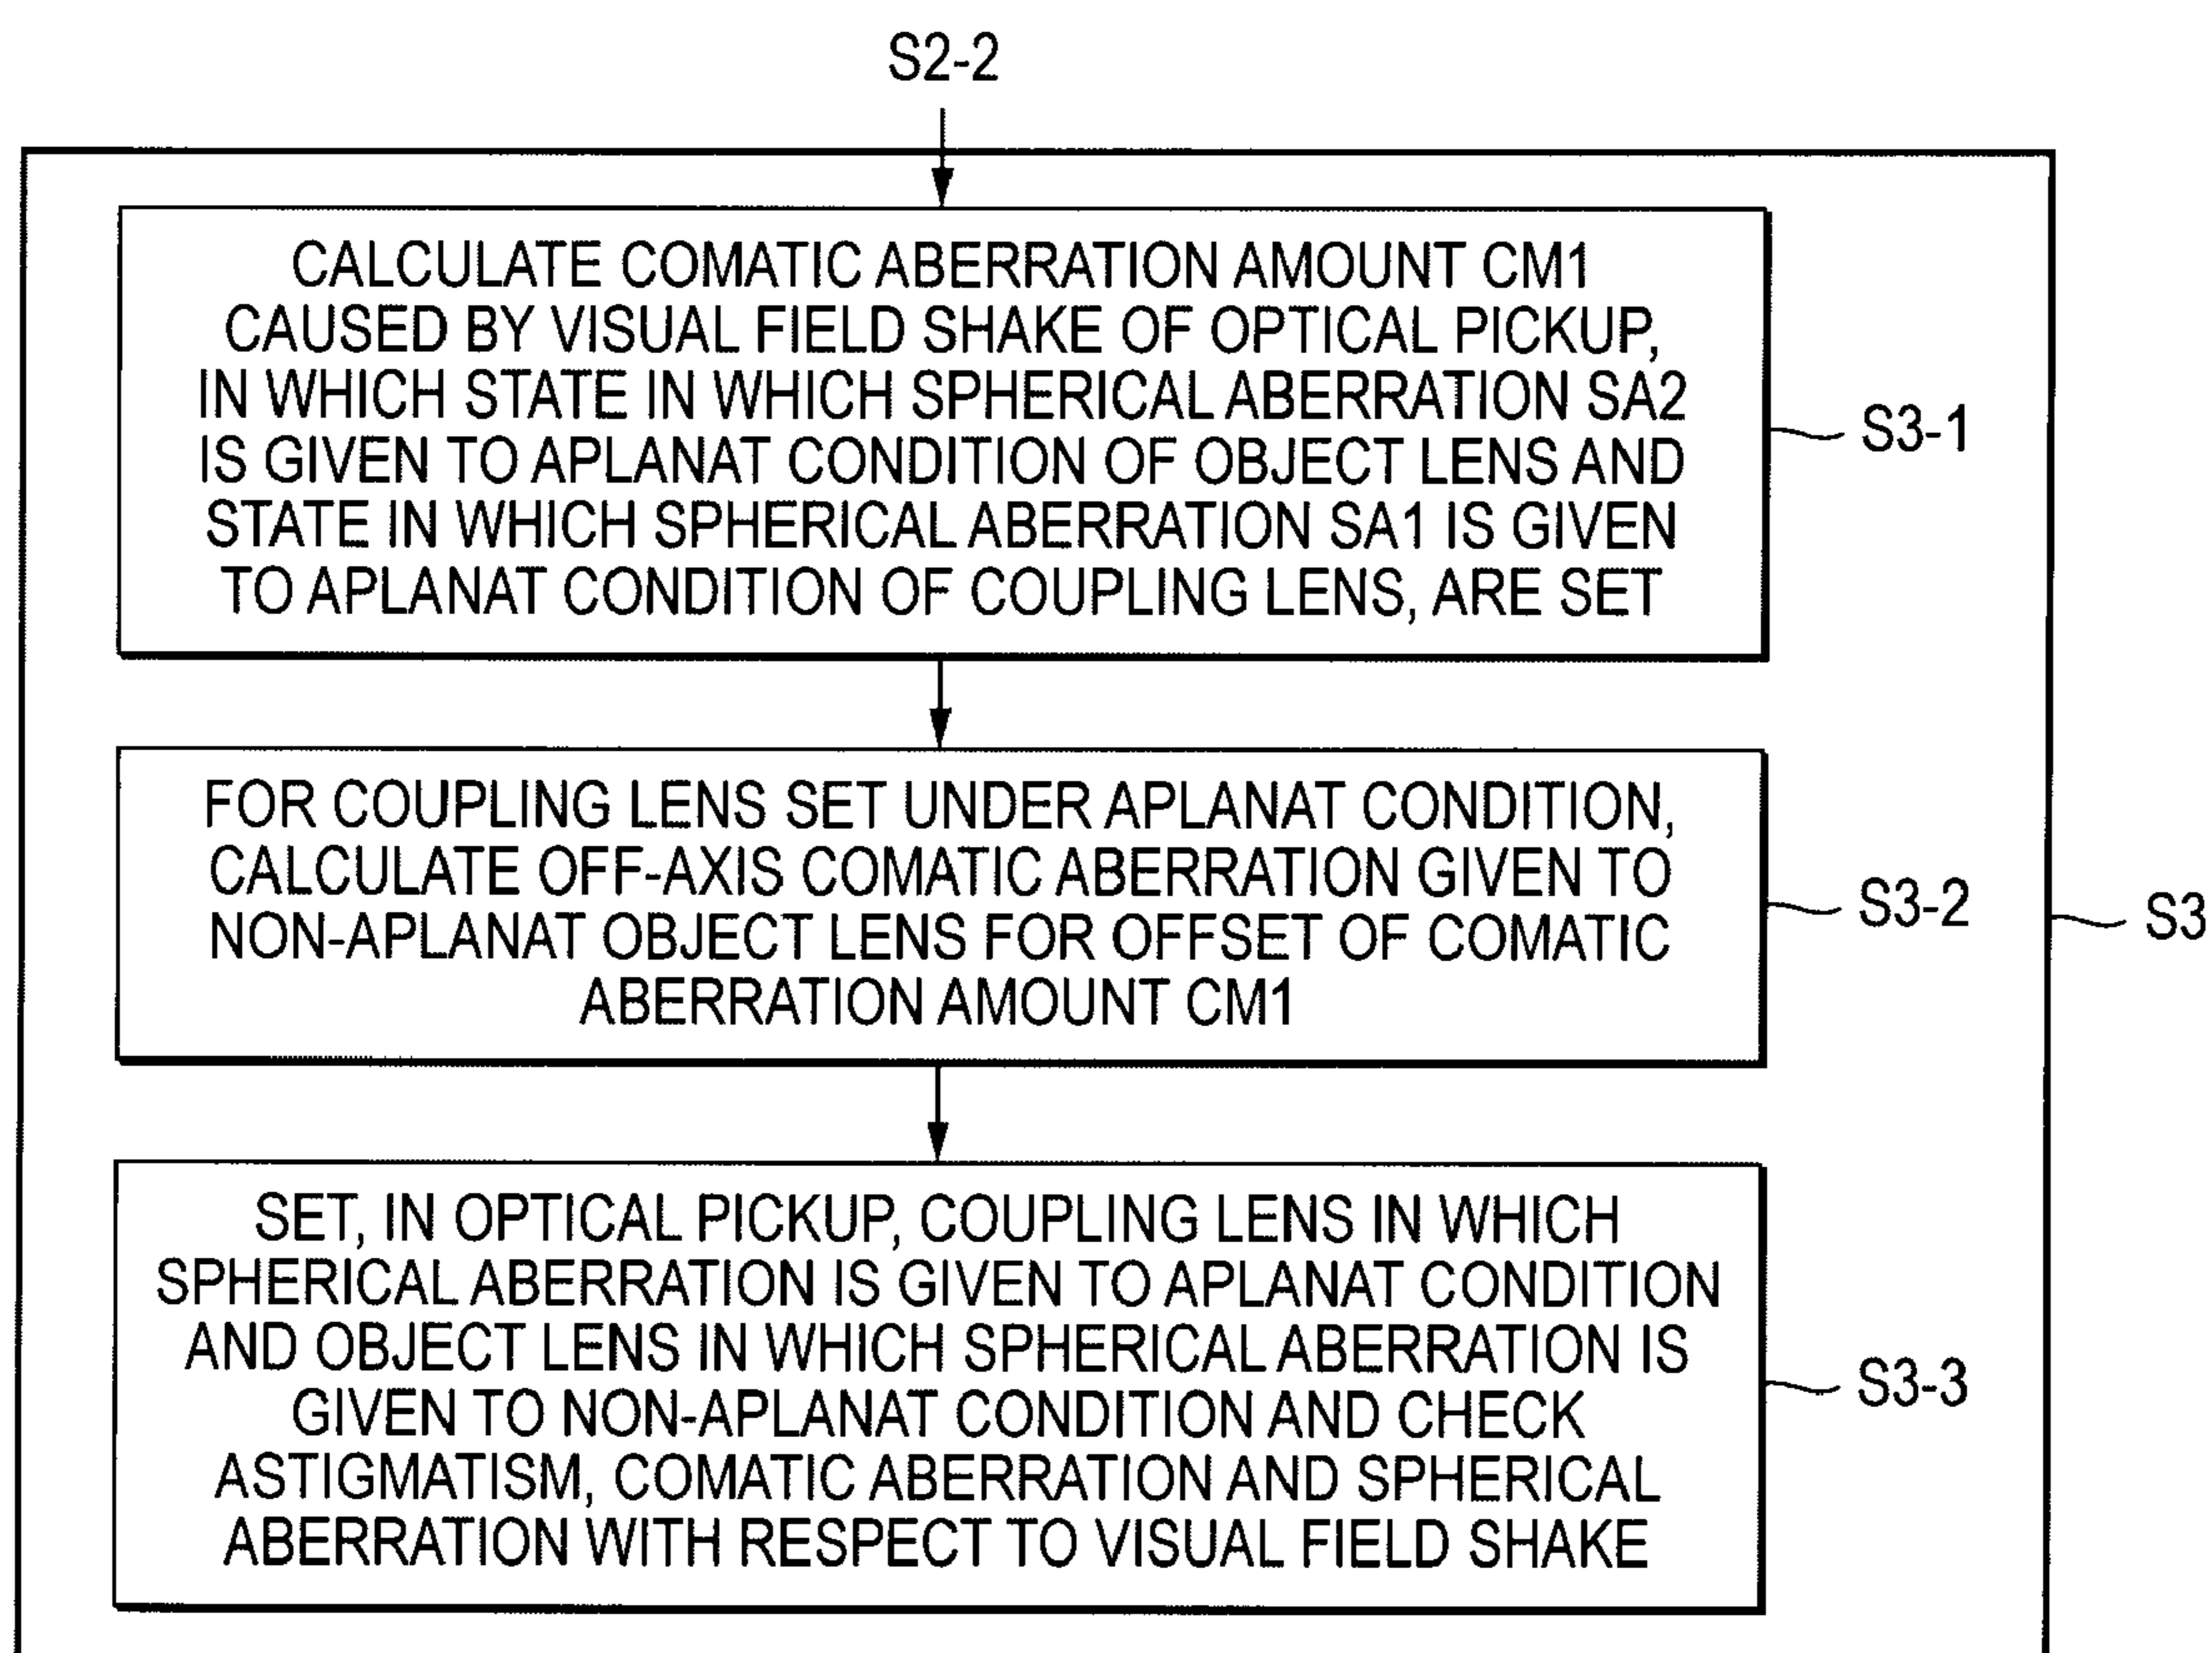 S2-2
CALCULATE COMATIC ABERRATION AMOUNT CM1
CAUSED BY VISUAL FIELD SHAKE OF OPTICAL PICKUP,
IN WHICH STATE IN WHICH SPHERICAL ABERRATION SA2
IS GIVEN TO APLANAT CONDITION OF OBJECT LENS AND
STATE IN WHICH SPHERICAL ABERRATION SA1 IS GIVEN
TO APLANAT CONDITION OF COUPLING LENS, ARE SET
S3-1
FOR COUPLING LENS SET UNDER APLANAT CONDITION,
CALCULATE OFF-AXIS COMATIC ABERRATION GIVEN TO
NON-APLANAT OBJECT LENS FOR OFFSET OF COMATIC
ABERRATION AMOUNT CM1
S3-2
S3
SET, IN OPTICAL PICKUP, COUPLING LENS IN WHICH
SPHERICAL ABERRATION IS GIVEN TO APLANAT CONDITION
AND OBJECT LENS IN WHICH SPHERICAL ABERRATION IS
GIVEN TO NON-APLANAT CONDITION AND CHECK
ASTIGMATISM, COMATIC ABERRATION AND SPHERICAL
ABERRATION WITH RESPECT TO VISUAL FIELD SHAKE
S3-3